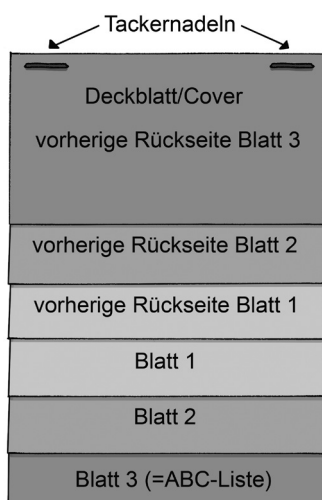 Tackernadeln
Deckblatt/Cover
vorherige Rückseite Blatt 3
vorherige Rückseite Blatt 2
vorherige Rückseite Blatt 1
Blatt 1
Blatt 2
Blatt 3 (=ABC-Liste)